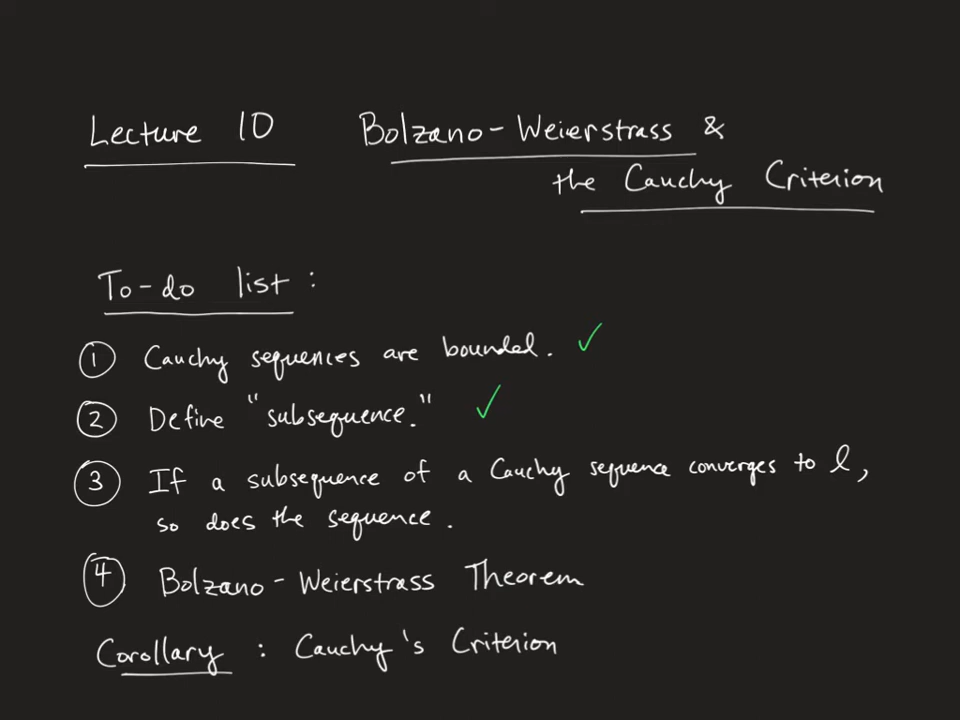 Lecture 10 Bolzano-Weierstrass &
the Cauchy Criterion
To-do list :
① Cauchy sequences are bounded. ✓
② Define "subsequence." ✓
③ If a subsequence of a Cauchy sequence converges to l,
so does the sequence.
④ Bolzano-Weierstrass Theorem
Corollary : Cauchy's Criterion